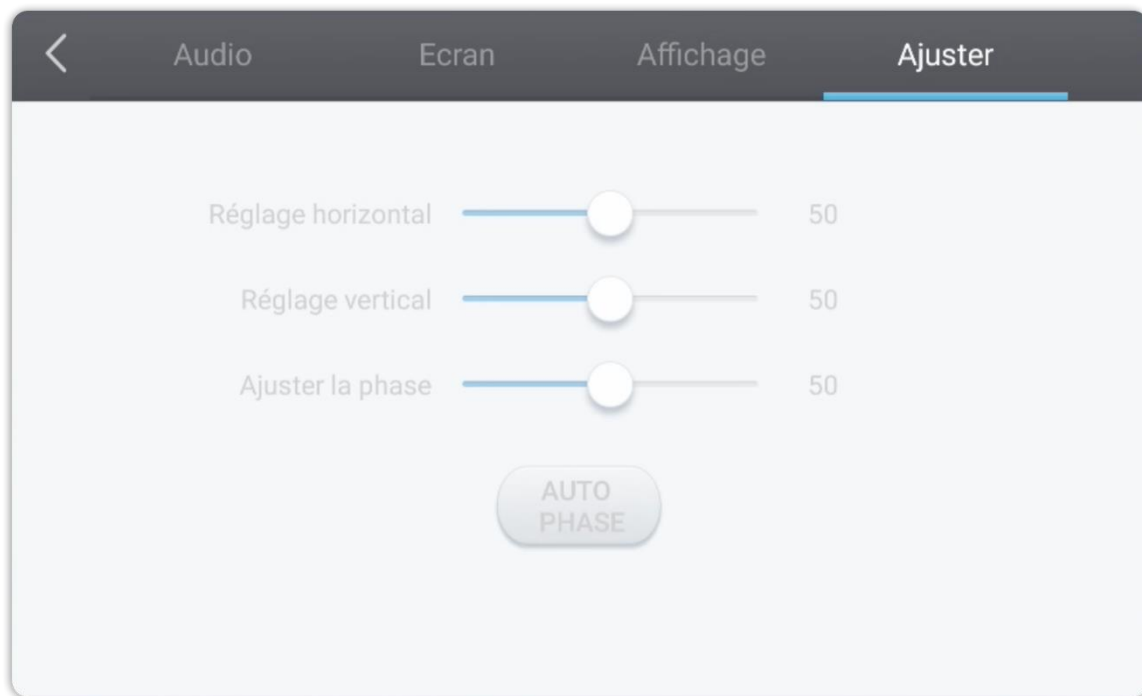 Audio
Ecran
Affichage
Ajuster
Réglage horizontal 50
Réglage vertical 50
Ajuster la phase 50
AUTO
PHASE